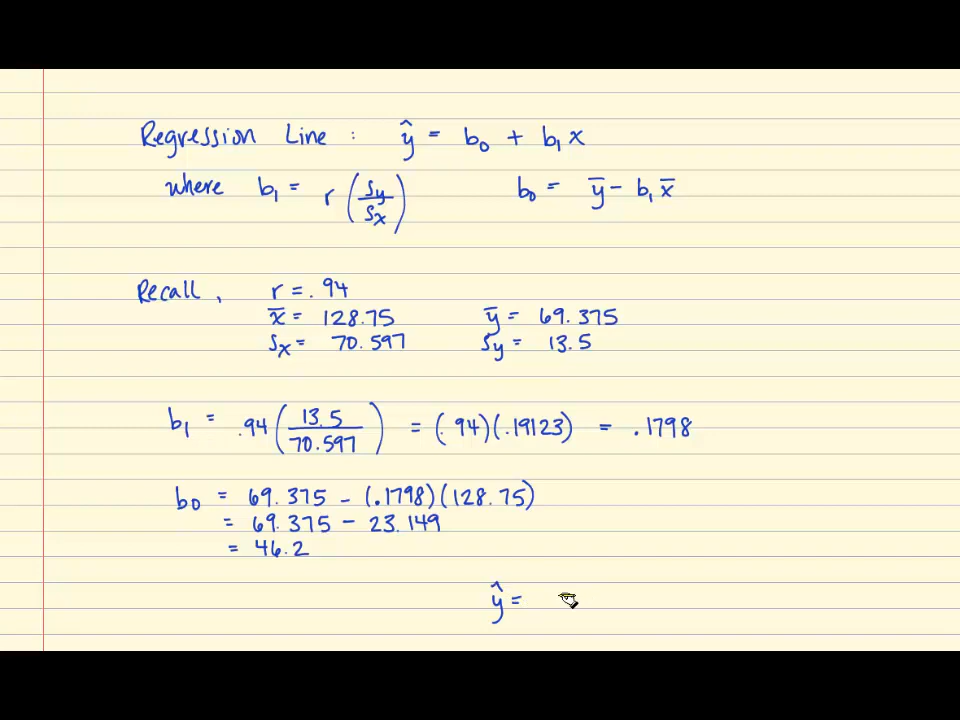 Regression Line : ŷ = b₀ + b₁x
where b₁ = r (Sy/Sx) b₀ = ȳ - b₁x̄
Recall, r = .94
x̄ = 128.75 ȳ = 69.375
Sx = 70.597 Sy = 13.5
b₁ = .94 (13.5/70.597) = (.94)(.19123) = .1798
b₀ = 69.375 - (.1798)(128.75)
= 69.375 - 23.149
= 46.2
ŷ =